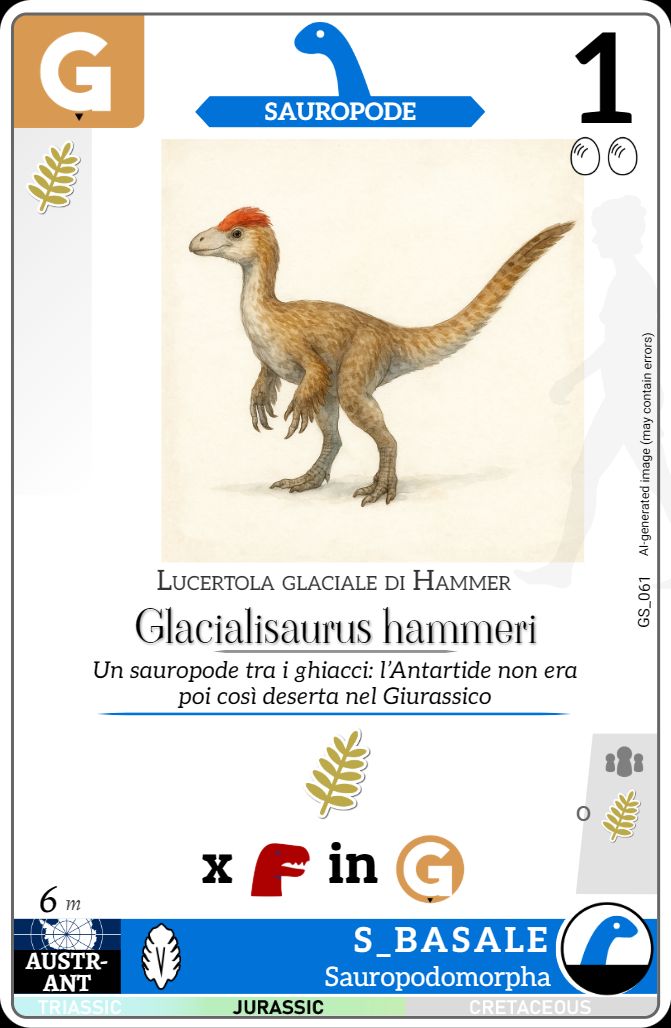 G
SAUROPODE
1
AI-generated image (may contain errors)
GS_061
Lucertola glaciale di Hammer
Glacialisaurus hammeri
Un sauropode tra i ghiacci: l'Antartide non era
poi così deserta nel Giurassico
o
x in G
6 m
AUSTR-
ANT
V
S_BASALE
Sauropodomorpha
TRIASSIC JURASSIC CRETACEOUS